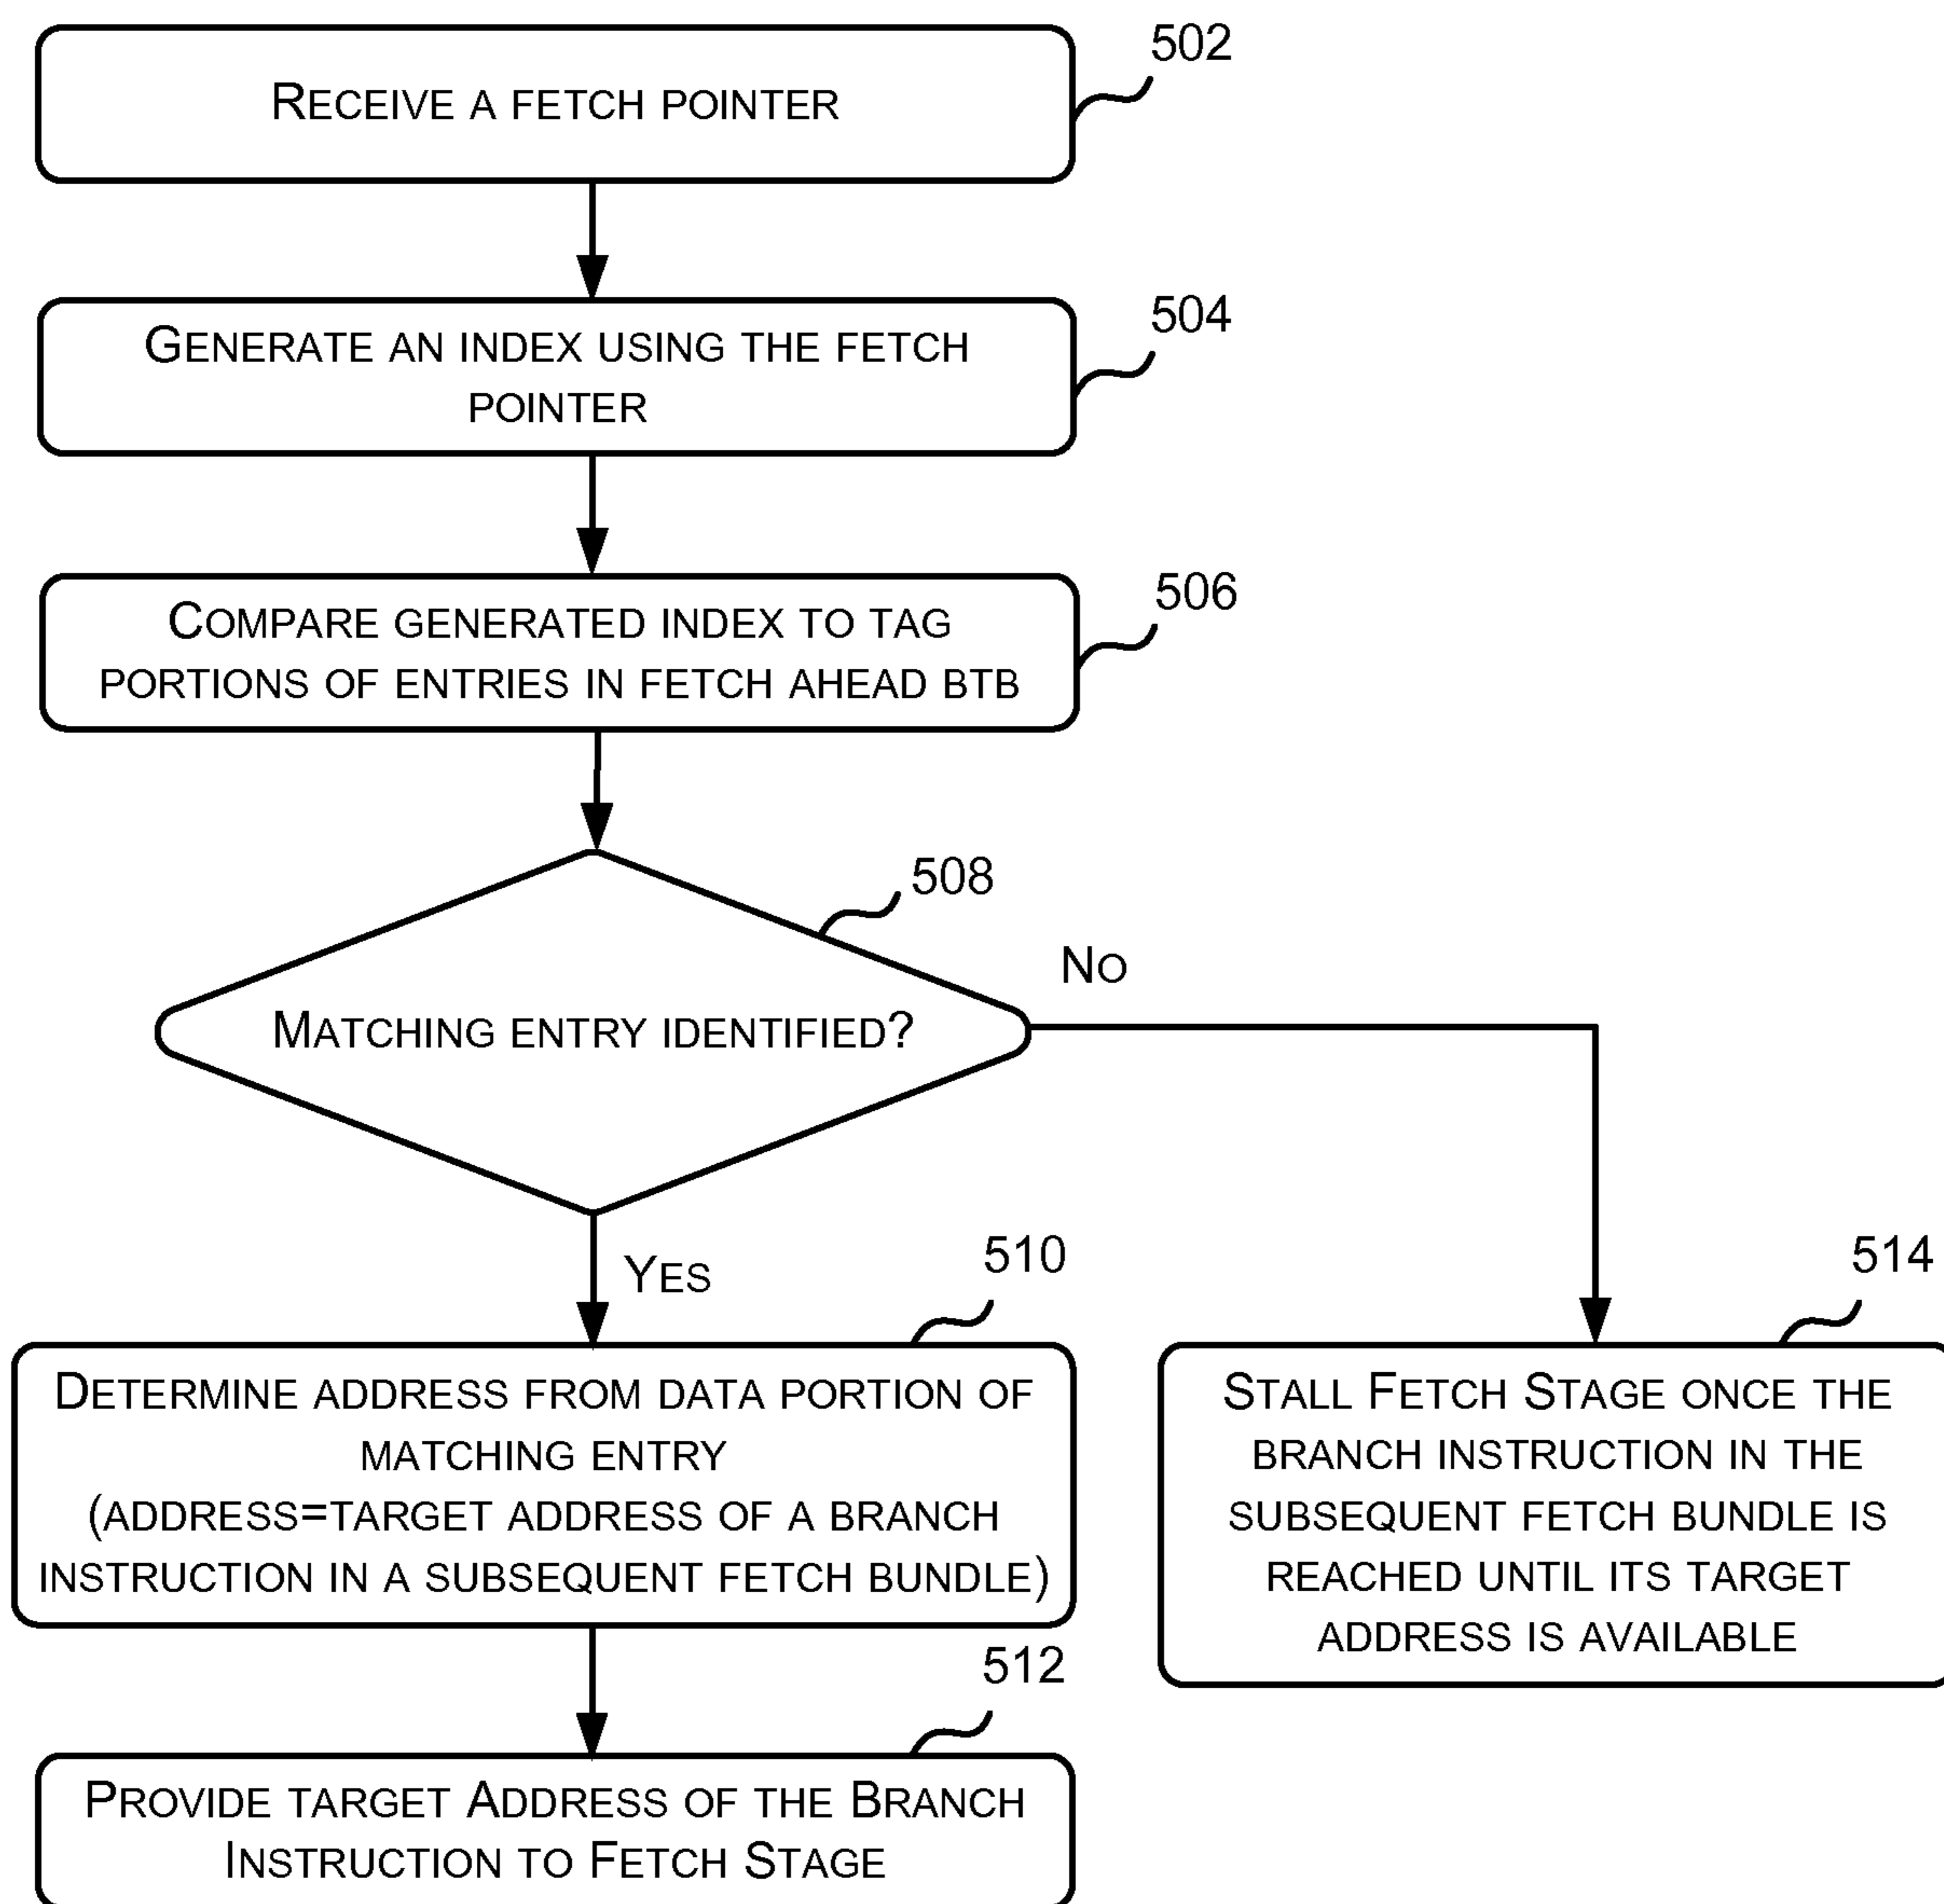 RECEIVE A FETCH POINTER
502
GENERATE AN INDEX USING THE FETCH
POINTER
504
COMPARE GENERATED INDEX TO TAG
PORTIONS OF ENTRIES IN FETCH AHEAD BTB
506
508
MATCHING ENTRY IDENTIFIED?
NO
YES
510
DETERMINE ADDRESS FROM DATA PORTION OF
MATCHING ENTRY
(ADDRESS=TARGET ADDRESS OF A BRANCH
INSTRUCTION IN A SUBSEQUENT FETCH BUNDLE)
514
STALL FETCH STAGE ONCE THE
BRANCH INSTRUCTION IN THE
SUBSEQUENT FETCH BUNDLE IS
REACHED UNTIL ITS TARGET
ADDRESS IS AVAILABLE
512
PROVIDE TARGET ADDRESS OF THE BRANCH
INSTRUCTION TO FETCH STAGE